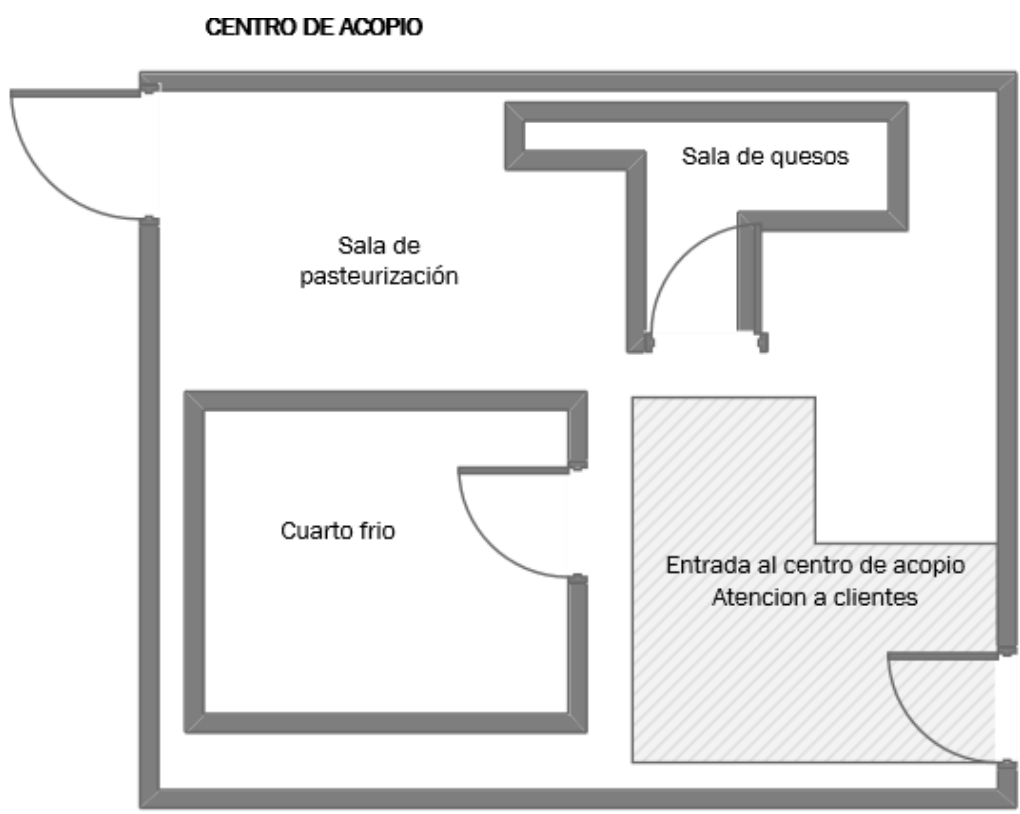 CENTRO DE ACOPIO
Sala de quesos
Sala de
pasteurización
Cuarto frio
Entrada al centro de acopio
Atencion a clientes